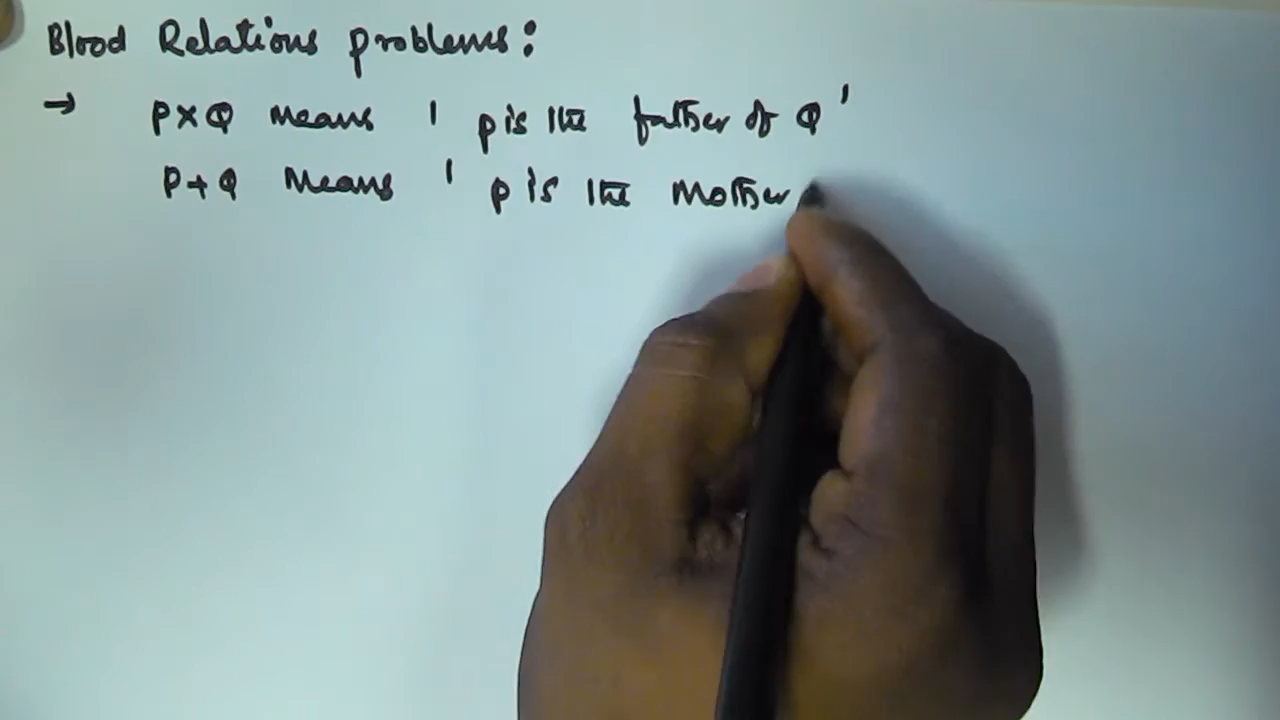 Blood Relations problems:
→ P×Q Means ' P is the father of Q '
P+Q Means ' P is the Mother